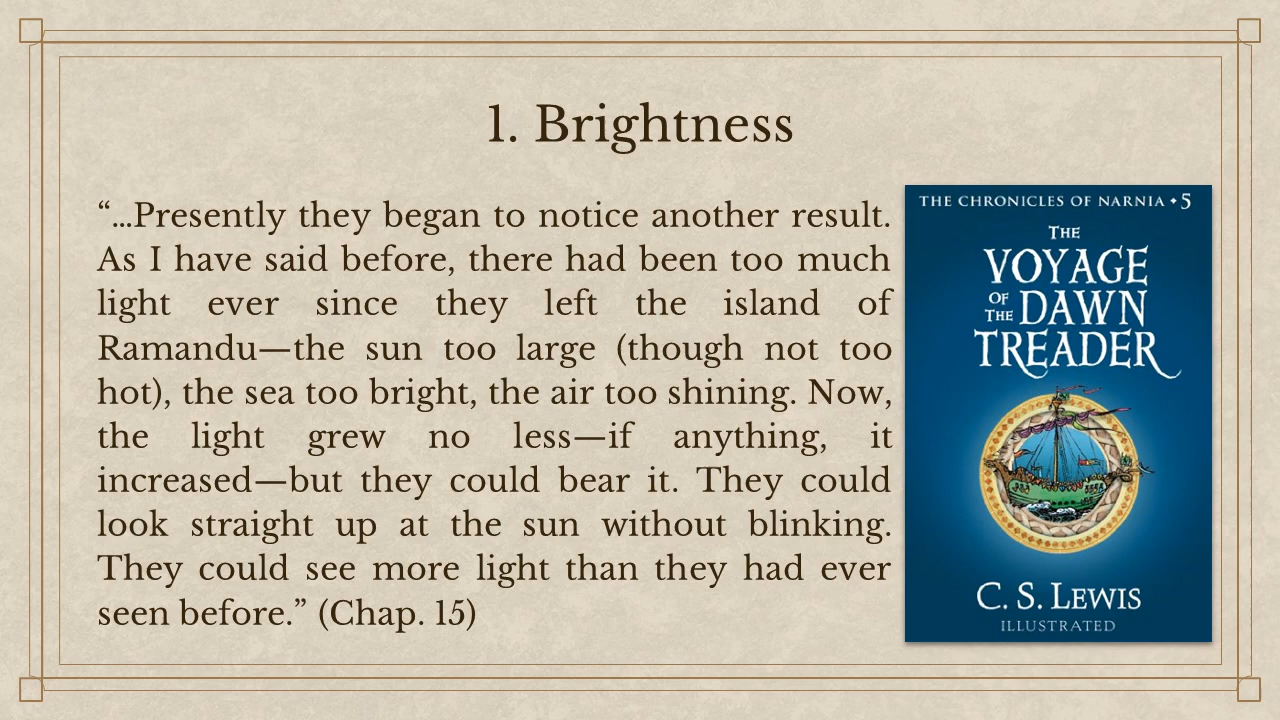 1. Brightness
“…Presently they began to notice another result.
As I have said before, there had been too much
light ever since they left the island of
Ramandu—the sun too large (though not too
hot), the sea too bright, the air too shining. Now,
the light grew no less—if anything, it
increased—but they could bear it. They could
look straight up at the sun without blinking.
They could see more light than they had ever
seen before.” (Chap. 15)
THE CHRONICLES OF NARNIA • 5
THE
VOYAGE
OF THE DAWN
TREADER
C. S. LEWIS
ILLUSTRATED